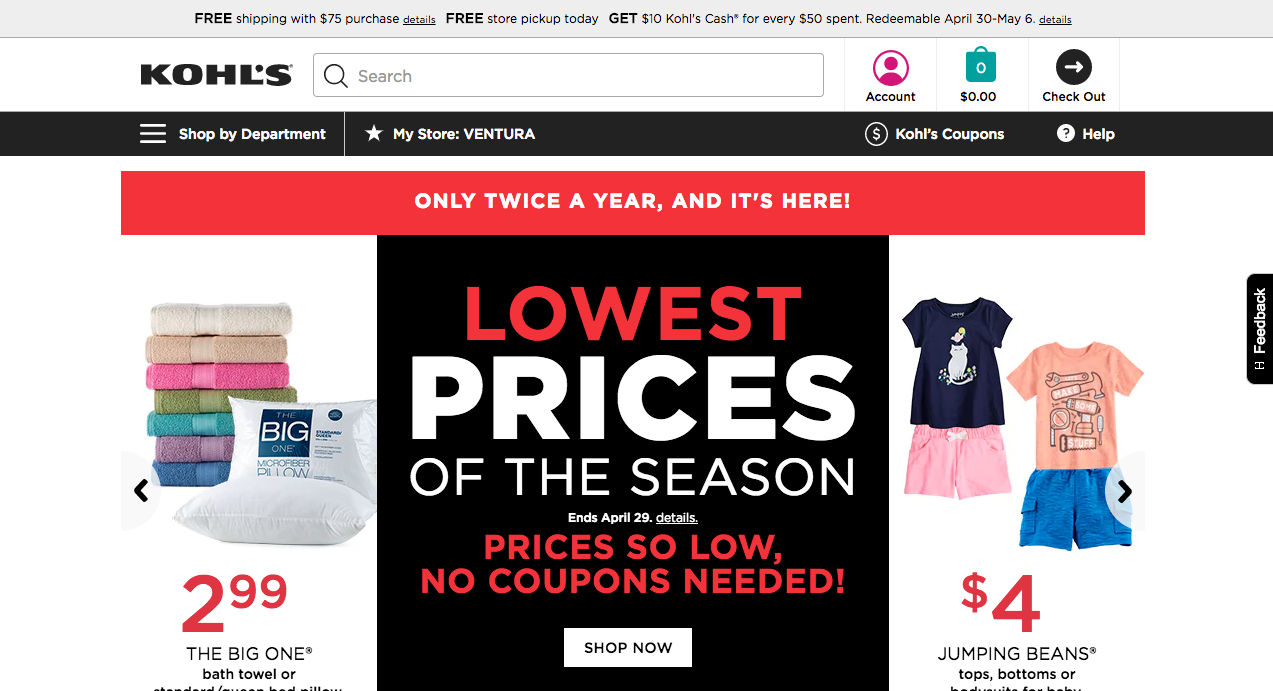 FREE shipping with $75 purchase details FREE store pickup today GET $10 Kohl's Cash® for every $50 spent. Redeemable April 30-May 6. details
KOHL'S
Search
0
Account
$0.00
Check Out
Shop by Department
My Store: VENTURA
$ Kohl's Coupons
? Help
ONLY TWICE A YEAR, AND IT'S HERE!
LOWEST
PRICES
OF THE SEASON
Ends April 29. details.
PRICES SO LOW,
NO COUPONS NEEDED!
SHOP NOW
THE
BIG
ONE
STANDARD/
QUEEN
MICROFIBER
PILLOW
2 99
THE BIG ONE®
bath towel or
standard/queen bed pillow
jumping
STUFF
$4
JUMPING BEANS®
tops, bottoms or
bodysuits for baby
Feedback